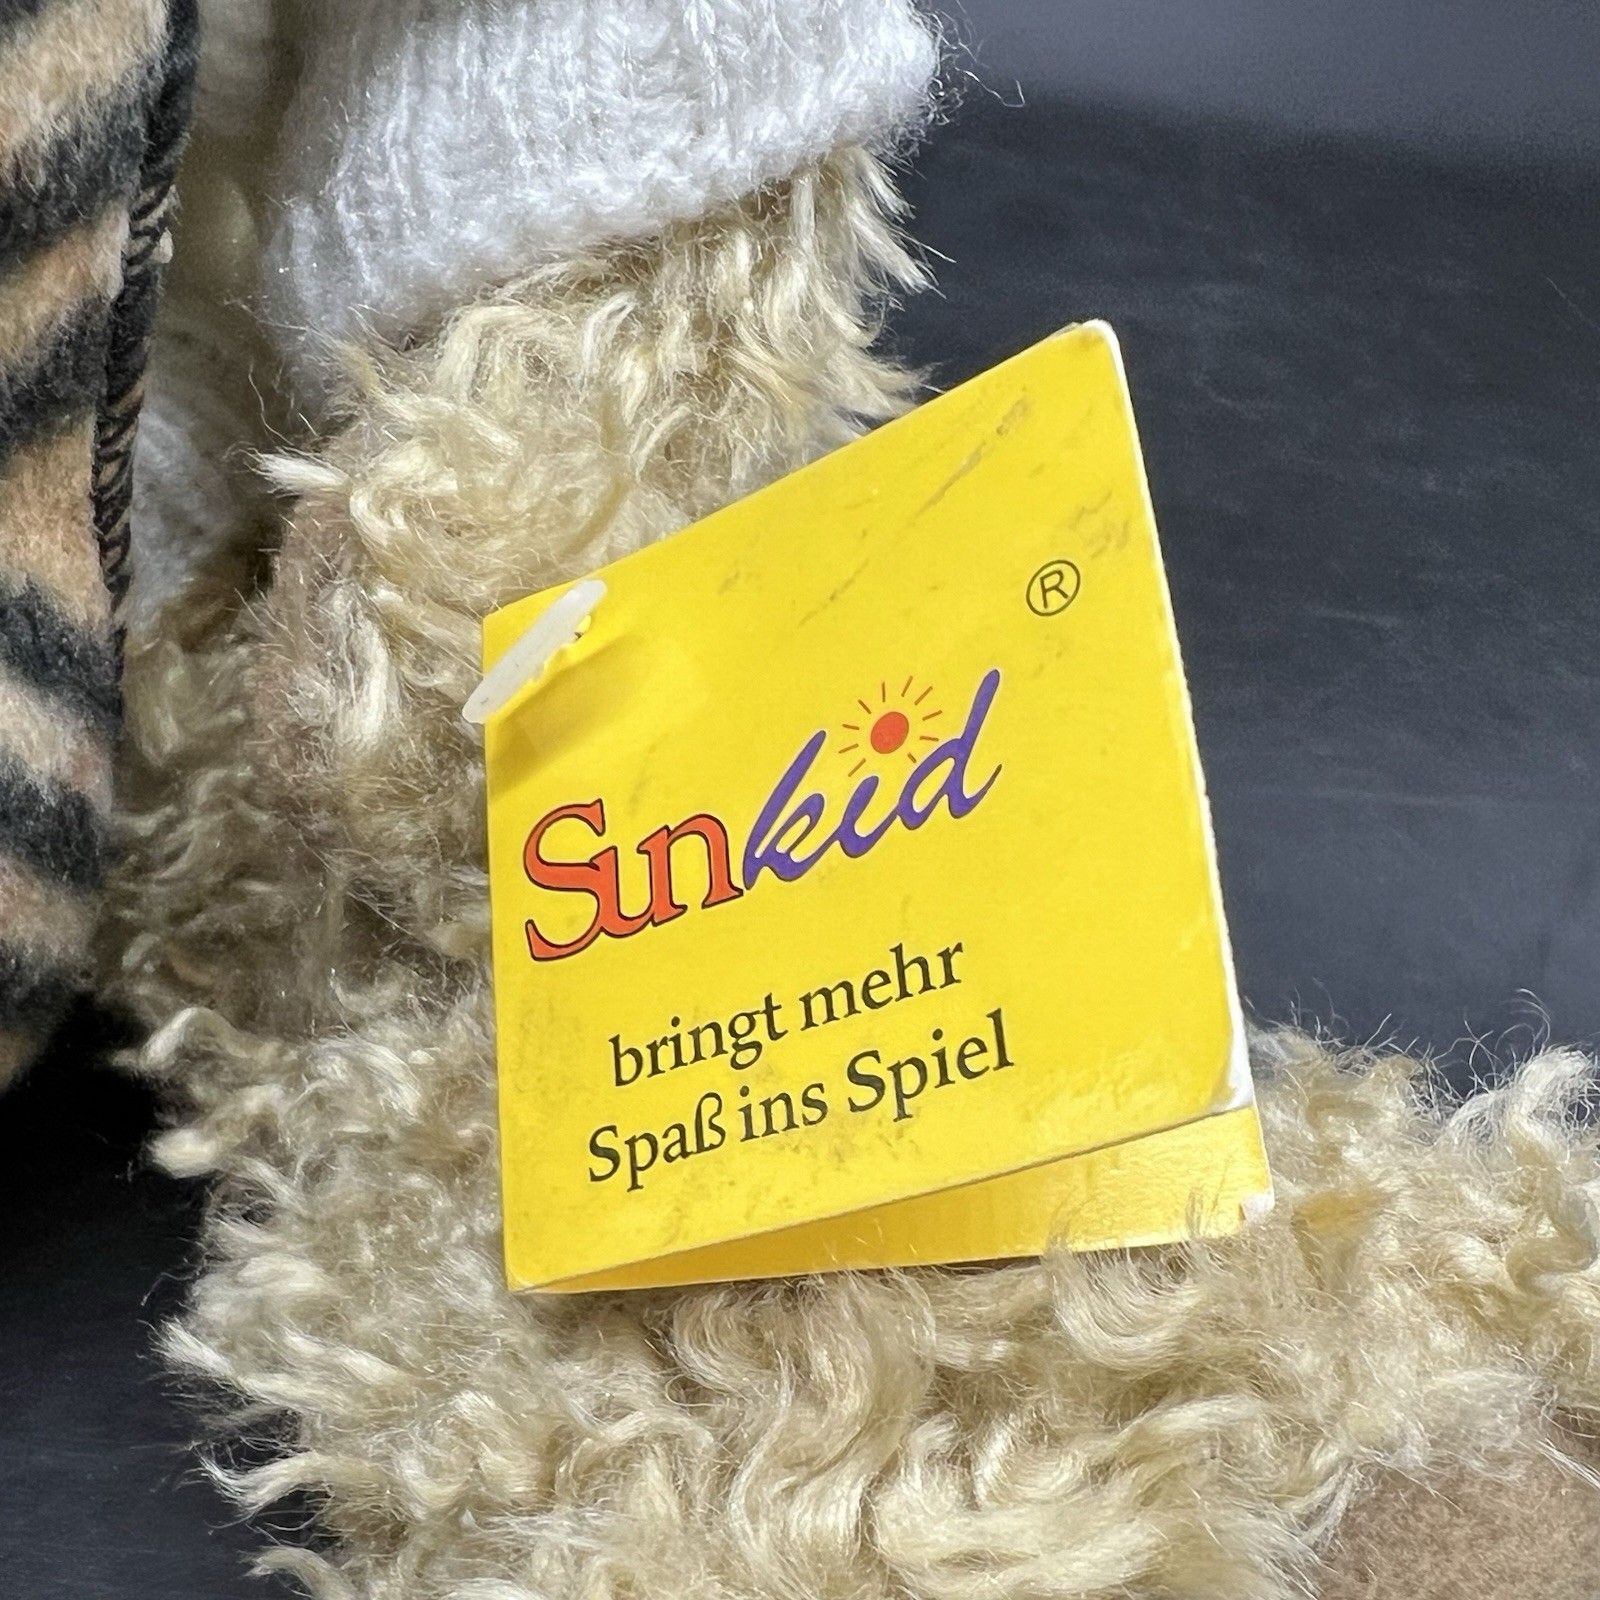 ®
Sunkid
bringt mehr
Spaß ins Spiel